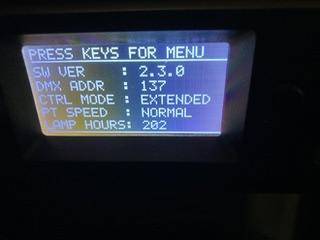 PRESS KEYS FOR MENU
SW VER : 2.3.0
DMX ADDR : 137
CTRL MODE : EXTENDED
PT SPEED : NORMAL
LAMP HOURS: 202